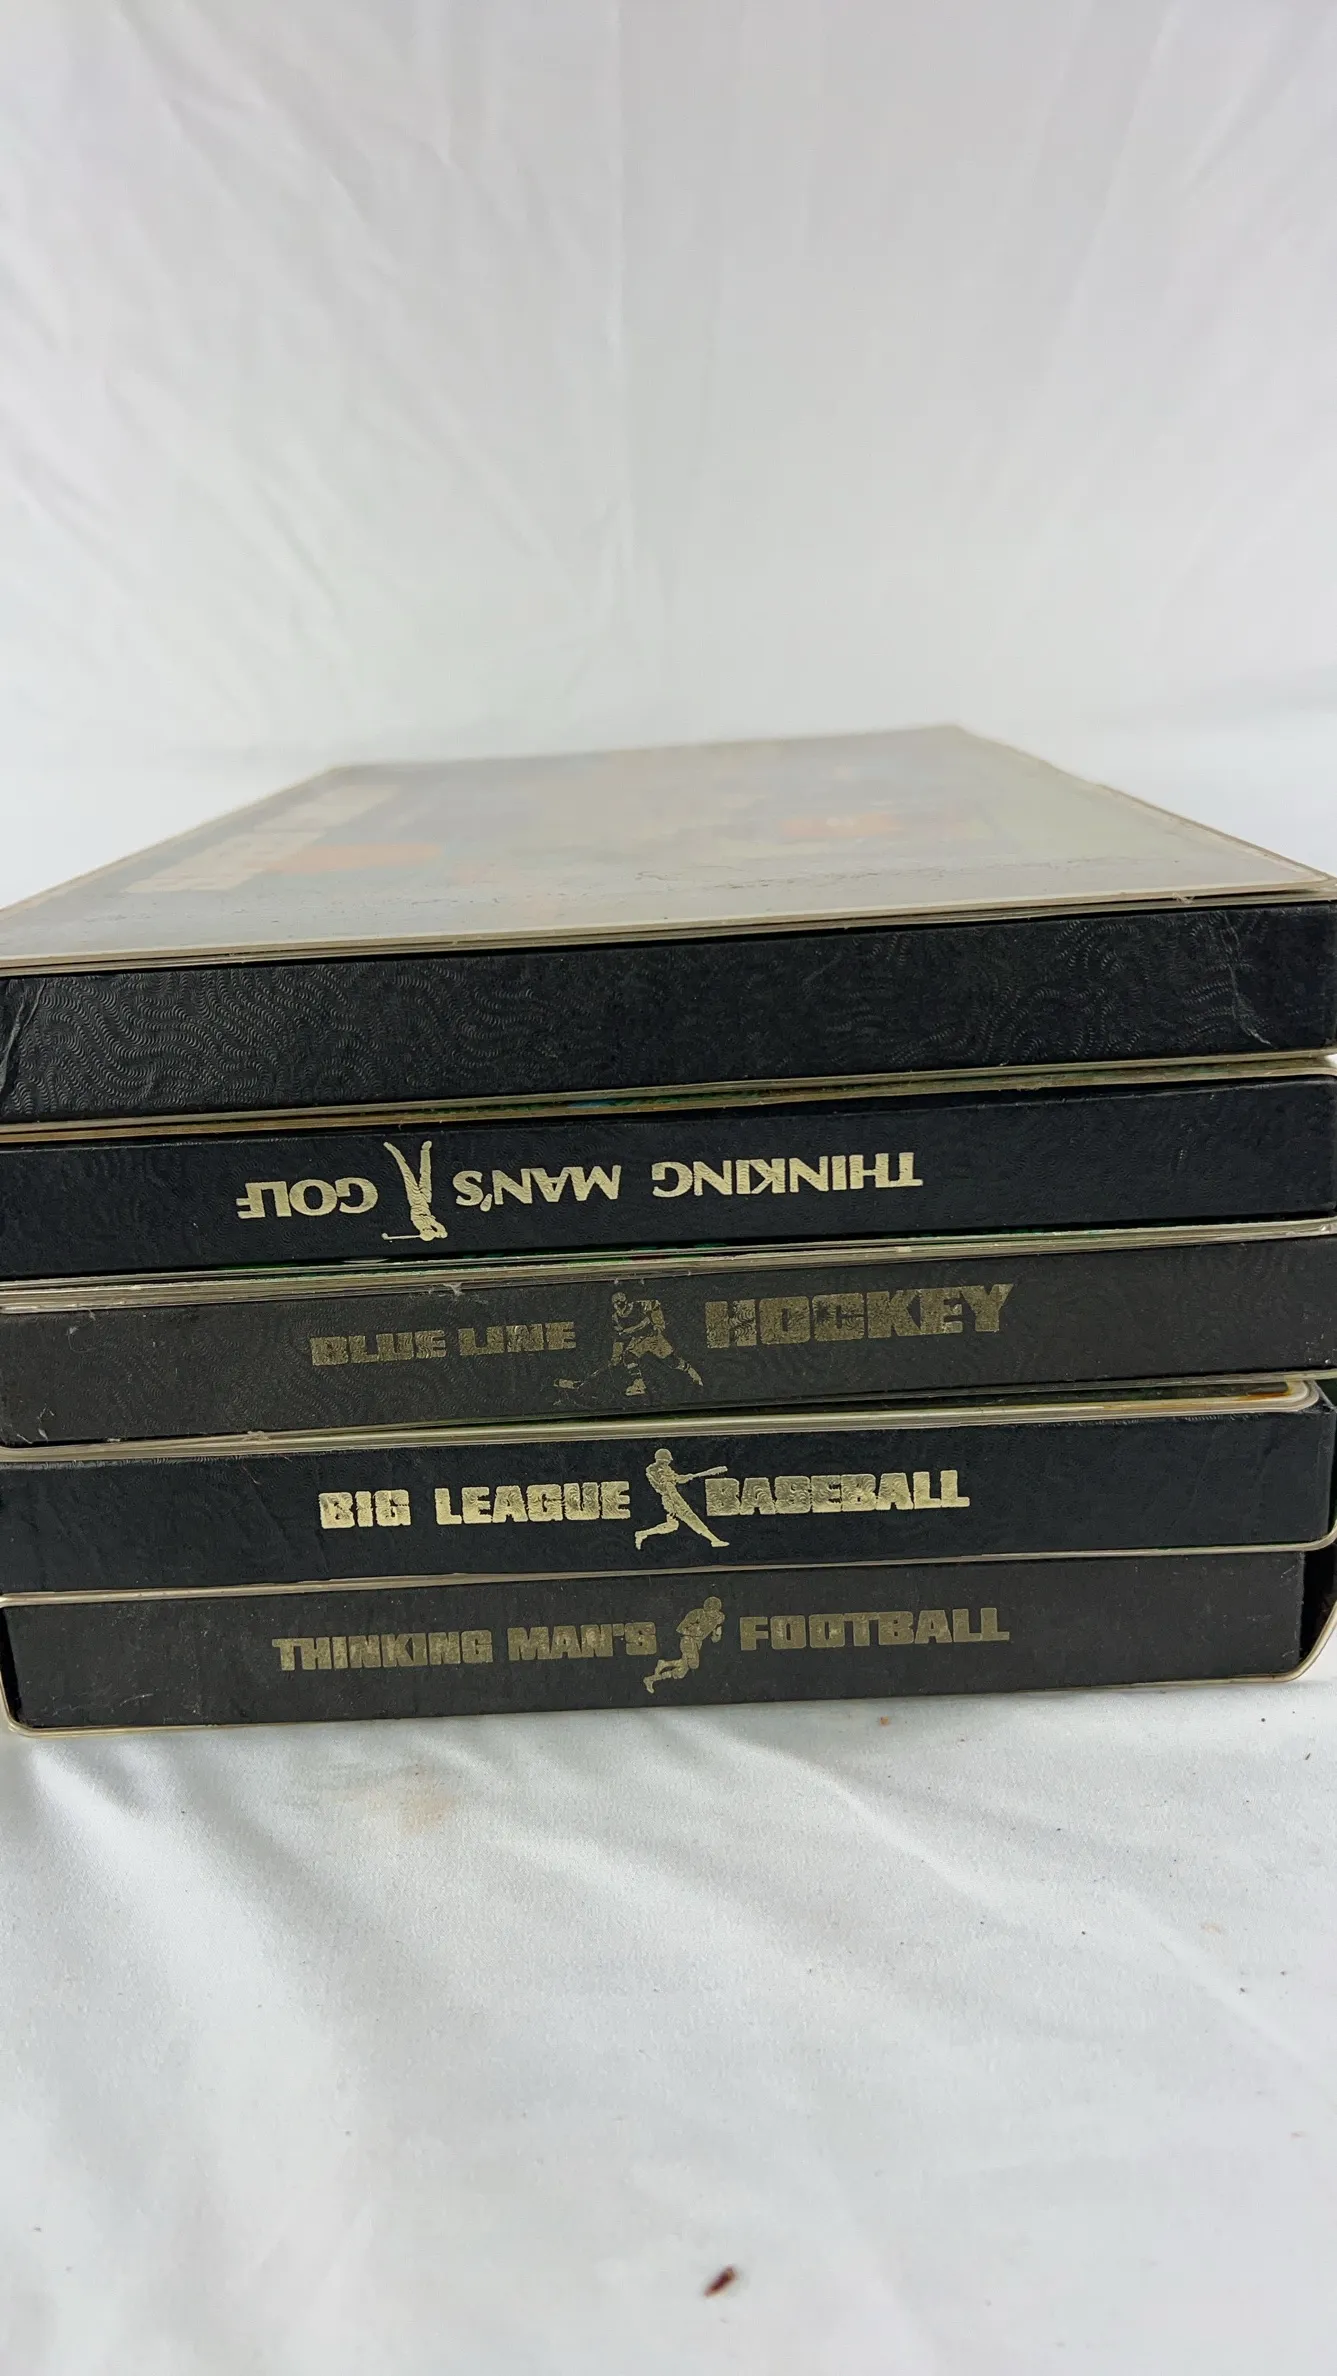 THINKING MAN'S GOLF
BLUE LINE HOCKEY
BIG LEAGUE BASEBALL
THINKING MAN'S FOOTBALL